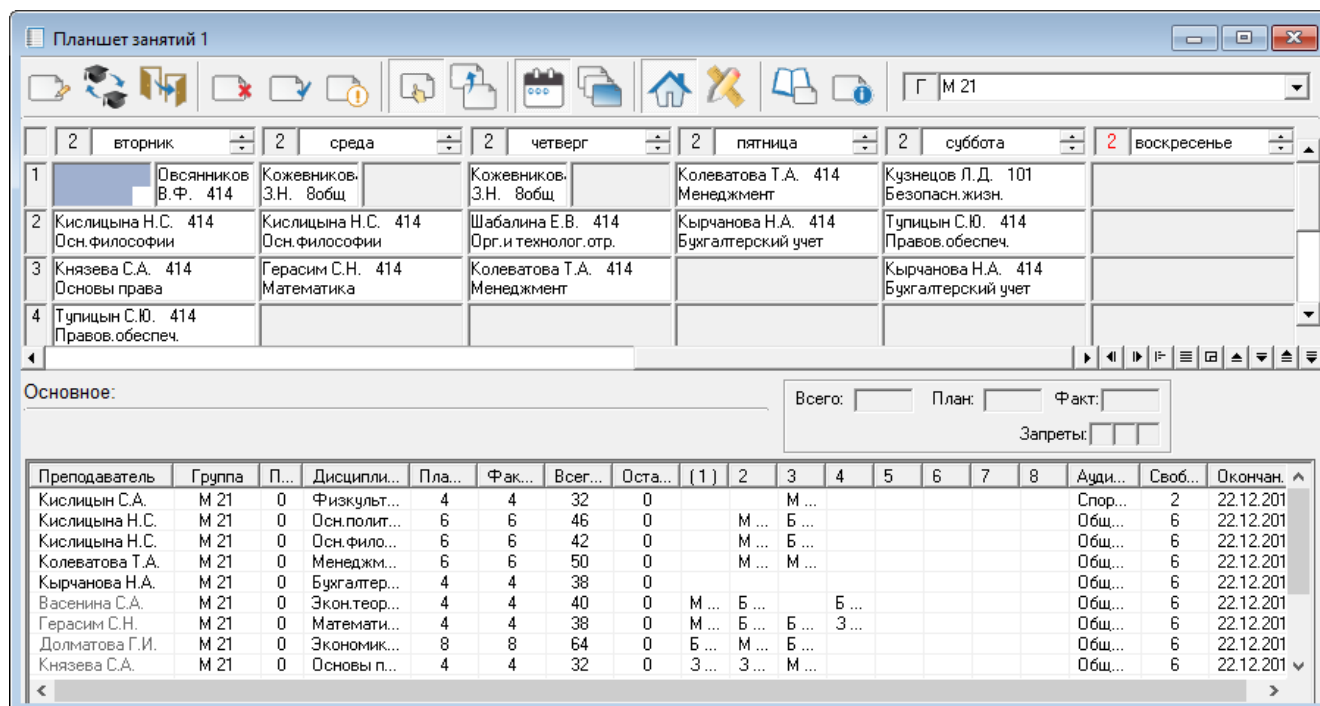 Планшет занятий 1
Г М 21
2 вторник 2 среда 2 четверг 2 пятница 2 суббота 2 воскресенье
1 Овсянников Кожевников. Кожевников. Колеватова Т.А. 414 Кузнецов Л.Д. 101
В.Ф. 414 З.Н. 8общ З.Н. 8общ Менеджмент Безопасн.жизн.
2 Кислицына Н.С. 414 Кислицына Н.С. 414 Шабалина Е.В. 414 Кырчанова Н.А. 414 Тупицын С.Ю. 414
Осн.философии Осн.философии Орг.и технолог.отр. Бухгалтерский учет Правов.обеспеч.
3 Князева С.А. 414 Герасим С.Н. 414 Колеватова Т.А. 414 Кырчанова Н.А. 414
Основы права Математика Менеджмент Бухгалтерский учет
4 Тупицын С.Ю. 414
Правов.обеспеч.
Основное:
Всего: План: Факт:
Запреты:
Преподаватель Группа П... Дисципли... Пла... Фак... Всег... Оста... (1) 2 3 4 5 6 7 8 Ауди... Своб... Окончан.
Кислицын С.А. М 21 0 Физкульт... 4 4 32 0 М ... Спор... 2 22.12.201
Кислицына Н.С. М 21 0 Осн.полит... 6 6 46 0 М ... Б ... Общ... 6 22.12.201
Кислицына Н.С. М 21 0 Осн.фило... 6 6 42 0 М ... Б ... Общ... 6 22.12.201
Колеватова Т.А. М 21 0 Менеджм... 6 6 50 0 М ... М ... Общ... 6 22.12.201
Кырчанова Н.А. М 21 0 Бухгалтер... 4 4 38 0 Общ... 6 22.12.201
Васенина С.А. М 21 0 Экон.теор... 4 4 40 0 М ... Б ... Б ... Общ... 6 22.12.201
Герасим С.Н. М 21 0 Математи... 4 4 38 0 М ... Б ... Б ... З ... Общ... 6 22.12.201
Долматова Г.И. М 21 0 Экономик... 8 8 64 0 Б ... М ... Б ... Общ... 6 22.12.201
Князева С.А. М 21 0 Основы п... 4 4 32 0 З ... З ... М ... Общ... 6 22.12.201